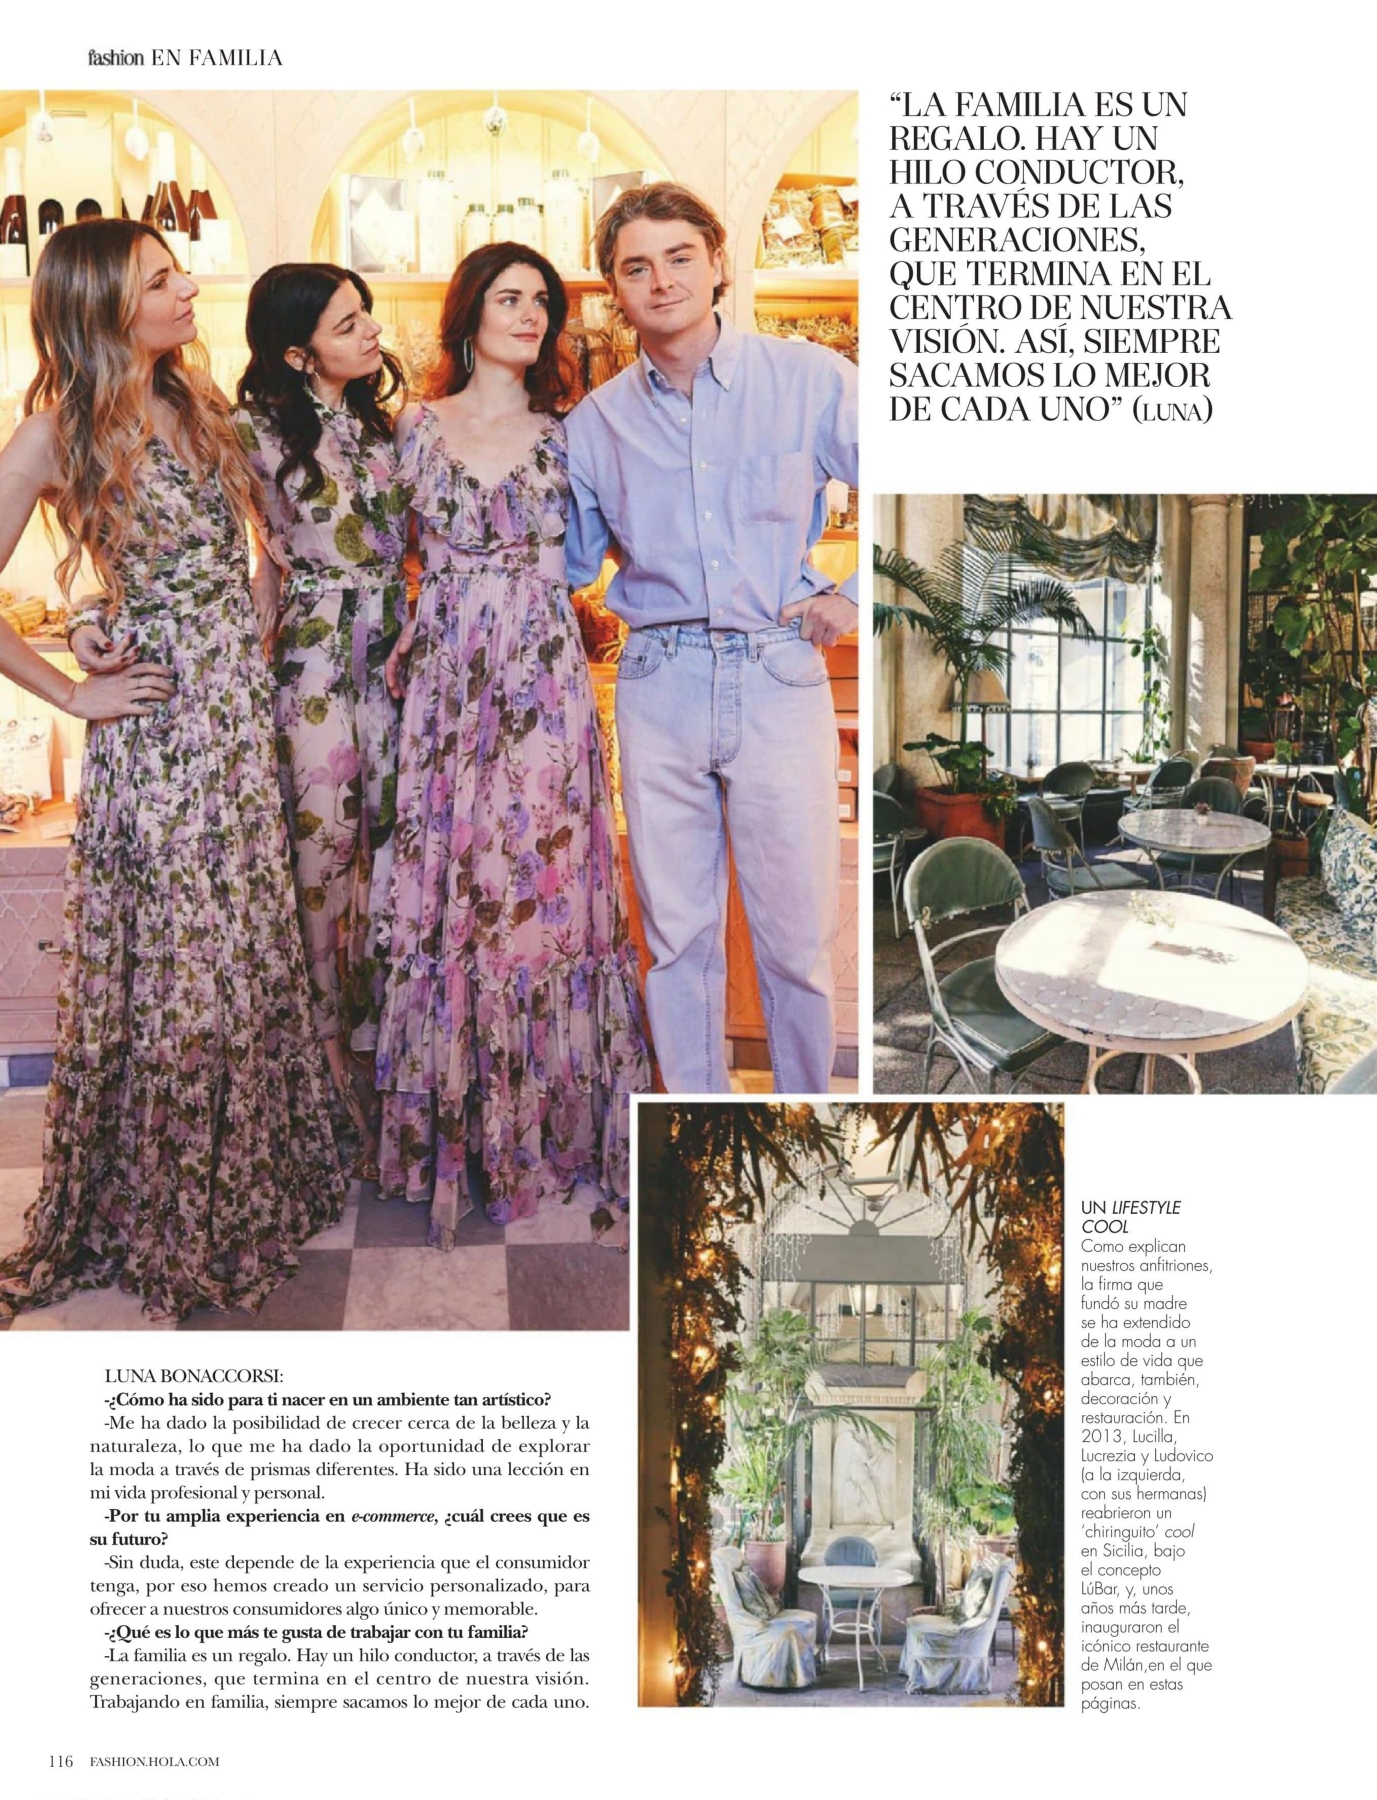 fashion EN FAMILIA
“LA FAMILIA ES UN
REGALO. HAY UN
HILO CONDUCTOR,
A TRAVÉS DE LAS
GENERACIONES,
QUE TERMINA EN EL
CENTRO DE NUESTRA
VISIÓN. ASÍ, SIEMPRE
SACAMOS LO MEJOR
DE CADA UNO” (LUNA)
UN LIFESTYLE
COOL
Como explican
nuestros anfitriones,
la firma que
fundó su madre
se ha extendido
de la moda a un
estilo de vida que
abarca, también,
decoración y
restauración. En
2013, Lucilla,
Lucrezia y Ludovico
(a la izquierda,
con sus hermanas)
reabrieron un
‘chiringuito’ cool
en Sicilia, bajo
el concepto
LúBar, y, unos
años más tarde,
inauguraron el
icónico restaurante
de Milán,en el que
posan en estas
páginas.
LUNA BONACCORSI:
-¿Cómo ha sido para ti nacer en un ambiente tan artístico?
-Me ha dado la posibilidad de crecer cerca de la belleza y la
naturaleza, lo que me ha dado la oportunidad de explorar
la moda a través de prismas diferentes. Ha sido una lección en
mi vida profesional y personal.
-Por tu amplia experiencia en e-commerce, ¿cuál crees que es
su futuro?
-Sin duda, este depende de la experiencia que el consumidor
tenga, por eso hemos creado un servicio personalizado, para
ofrecer a nuestros consumidores algo único y memorable.
-¿Qué es lo que más te gusta de trabajar con tu familia?
-La familia es un regalo. Hay un hilo conductor, a través de las
generaciones, que termina en el centro de nuestra visión.
Trabajando en familia, siempre sacamos lo mejor de cada uno.
116 FASHION.HOLA.COM